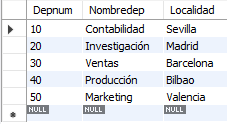 Depnum Nombredep Localidad
10 Contabilidad Sevilla
20 Investigación Madrid
30 Ventas Barcelona
40 Producción Bilbao
50 Marketing Valencia
NULL NULL NULL